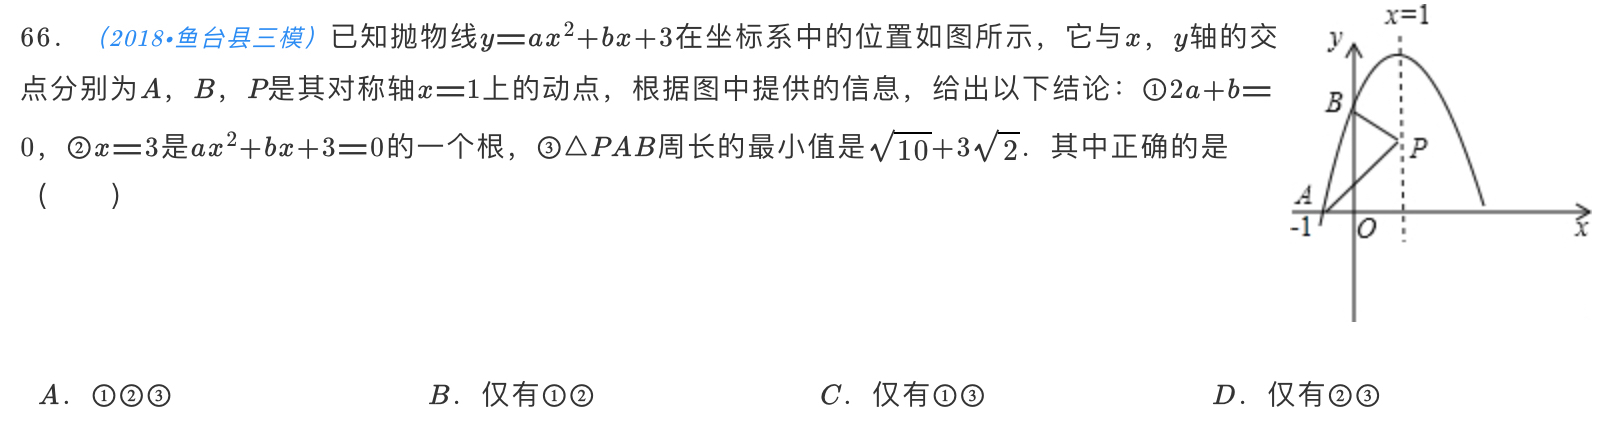 66. （2018•鱼台县三模）已知抛物线y=ax²+bx+3在坐标系中的位置如图所示，它与x，y轴的交
点分别为A，B，P是其对称轴x=1上的动点，根据图中提供的信息，给出以下结论：①2a+b=
0，②x=3是ax²+bx+3=0的一个根，③△PAB周长的最小值是√10+3√2．其中正确的是
（　　）
x=1
y
B
P
A
-1
O
x
A．①②③
B．仅有①②
C．仅有①③
D．仅有②③